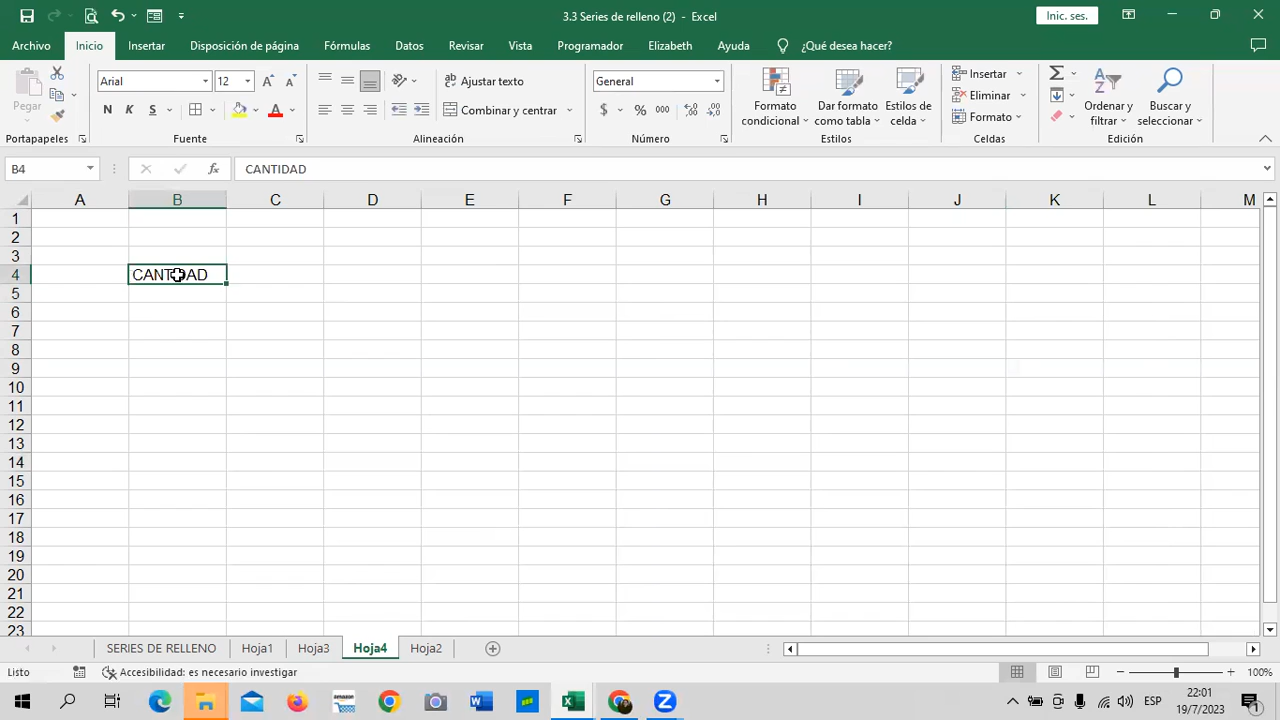 3.3 Series de relleno (2) - Excel
Inic. ses.
Archivo Inicio Insertar Disposición de página Fórmulas Datos Revisar Vista Programador Elizabeth Ayuda ¿Qué desea hacer?
Pegar
Portapapeles
Arial 12
N K S
Fuente
Ajustar texto
Combinar y centrar
Alineación
General
$ % 000
Número
Formato condicional
Dar formato como tabla
Estilos de celda
Estilos
Insertar
Eliminar
Formato
Celdas
Ordenar y filtrar
Buscar y seleccionar
Edición
B4 fx CANTIDAD
A B C D E F G H I J K L M
1
2
3
4 CANTIDAD
5
6
7
8
9
10
11
12
13
14
15
16
17
18
19
20
21
22
23
SERIES DE RELLENO Hoja1 Hoja3 Hoja4 Hoja2
Listo Accesibilidad: es necesario investigar 100%
ESP 22:01
19/7/2023